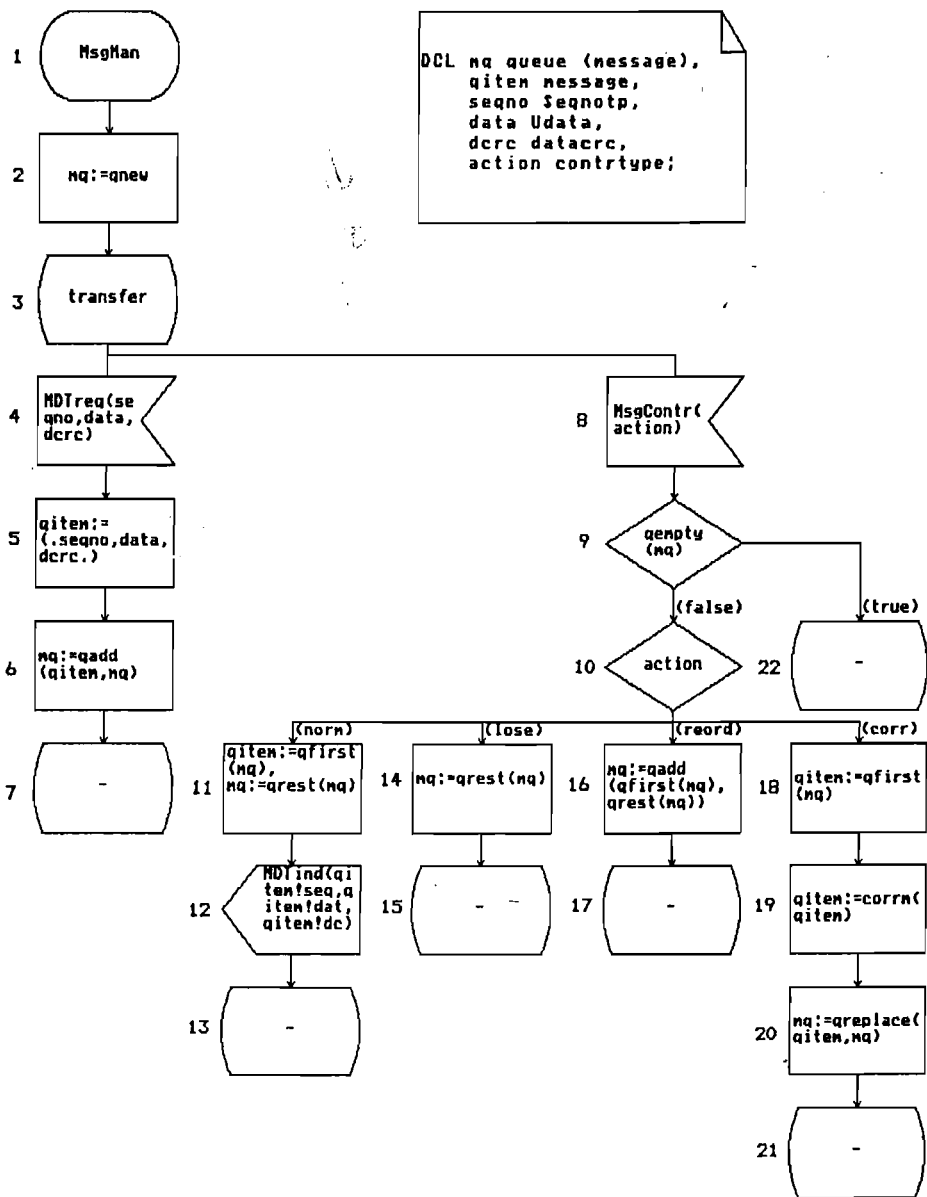 1
MsgMan
DCL mq queue (message),
qitem message,
seqno Seqnotp,
data Udata,
dcrc datacrc,
action contrtype;
2
mq:=qnew
3
transfer
4
MDTreq(se
qno,data,
dcrc)
8
MsgContr(
action)
5
qitem:=
(.seqno,data,
dcrc.)
9
qempty
(mq)
(false)
(true)
6
mq:=qadd
(qitem,mq)
10
action
22
-
7
-
(norm)
(lose)
(reord)
(corr)
11
qitem:=qfirst
(mq),
mq:=qrest(mq)
14
mq:=qrest(mq)
16
mq:=qadd
(qfirst(mq),
qrest(mq))
18
qitem:=qfirst
(mq)
12
MDTind(qi
tem!seq,q
item!dat,
qitem!dc)
15
-
17
-
19
qitem:=corrm(
qitem)
13
-
20
mq:=qreplace(
qitem,mq)
21
-